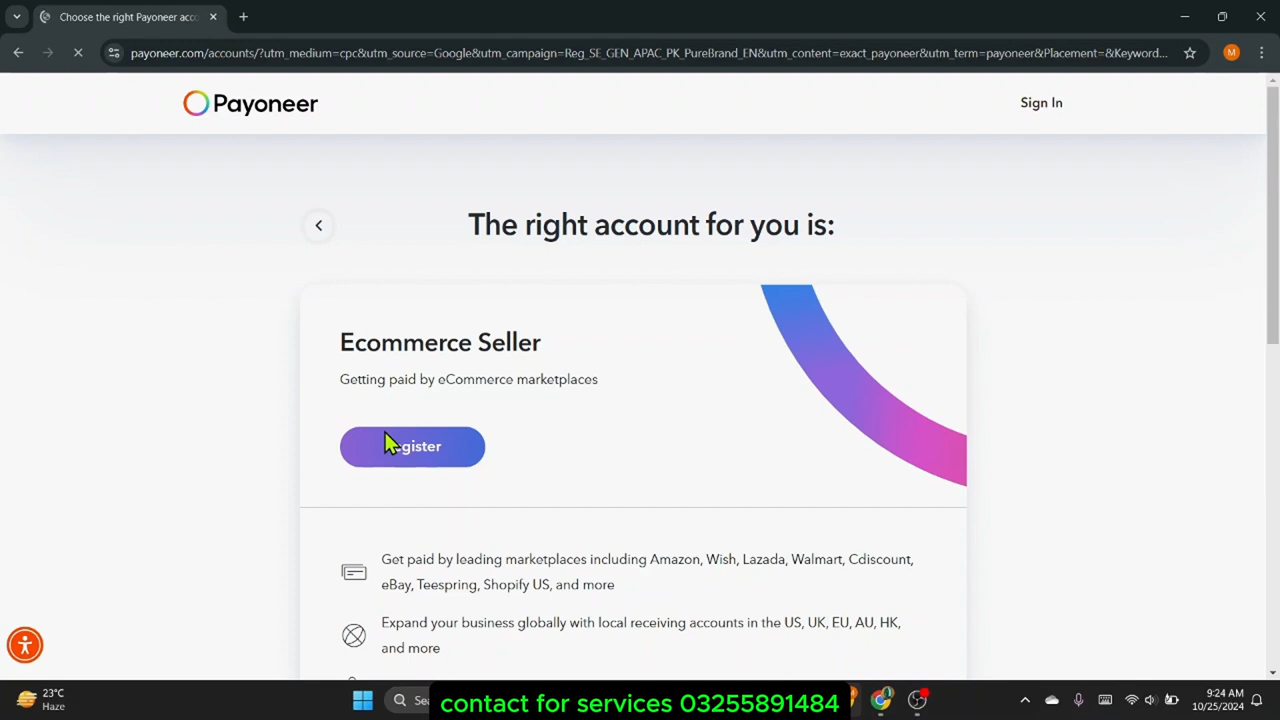 Choose the right Payoneer acc
payoneer.com/accounts/?utm_medium=cpc&utm_source=Google&utm_campaign=Reg_SE_GEN_APAC_PK_PureBrand_EN&utm_content=exact_payoneer&utm_term=payoneer&Placement=&Keyword...
M
Payoneer
Sign In
The right account for you is:
Ecommerce Seller
Getting paid by eCommerce marketplaces
gister
Get paid by leading marketplaces including Amazon, Wish, Lazada, Walmart, Cdiscount,
eBay, Teespring, Shopify US, and more
Expand your business globally with local receiving accounts in the US, UK, EU, AU, HK,
and more
23°C
Haze
Sea
contact for services 03255891484
9:24 AM
10/25/2024